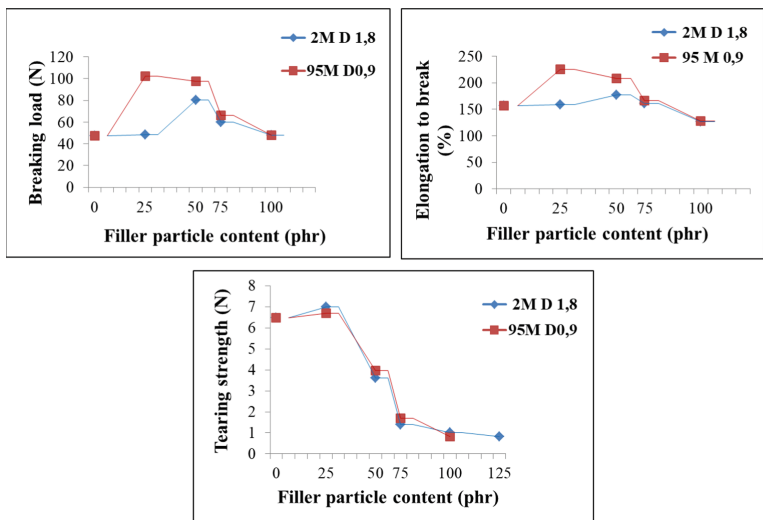 Breaking load (N)
120
100
80
60
40
20
0
0 25 50 75 100
Filler particle content (phr)
2M D 1,8
95M D0,9
Elongation to break
(%)
250
200
150
100
50
0
0 25 50 75 100
Filler particle content (phr)
2M D 1,8
95 M 0,9
Tearing strength (N)
8
7
6
5
4
3
2
1
0
0 25 50 75 100 125
Filler particle content (phr)
2M D 1,8
95M D0,9